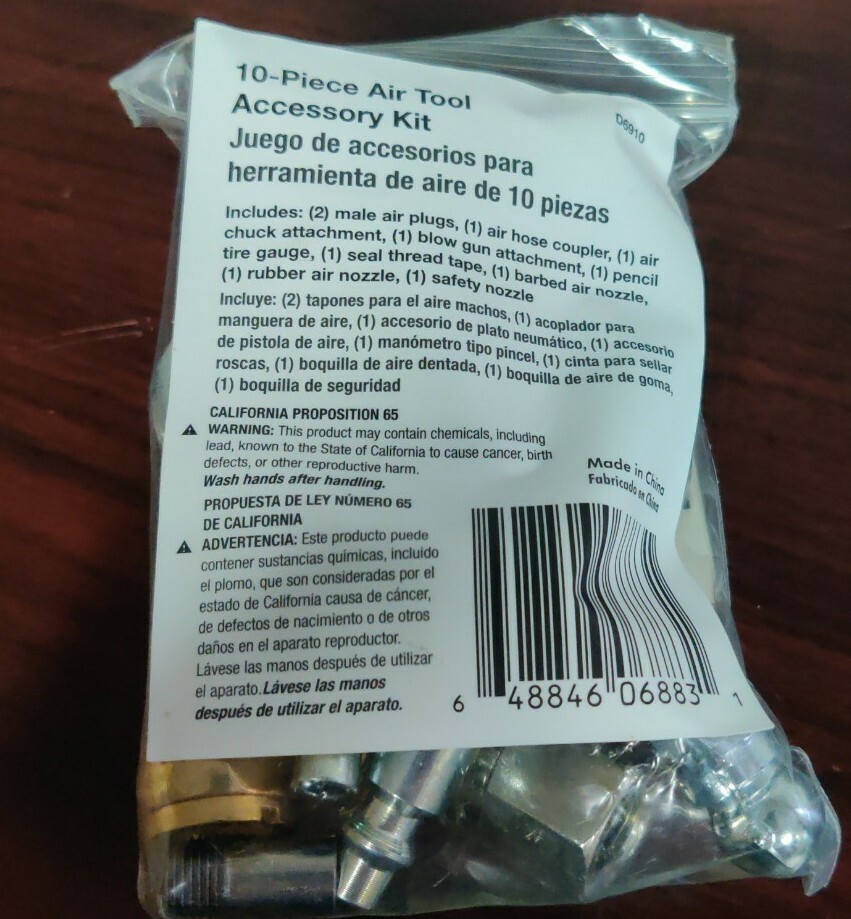 10-Piece Air Tool
Accessory Kit
D6910
Juego de accesorios para
herramienta de aire de 10 piezas
Includes: (2) male air plugs, (1) air hose coupler, (1) air
chuck attachment, (1) blow gun attachment, (1) pencil
tire gauge, (1) seal thread tape, (1) barbed air nozzle,
(1) rubber air nozzle, (1) safety nozzle
Incluye: (2) tapones para el aire machos, (1) acoplador para
manguera de aire, (1) accesorio de plato neumático, (1) accesorio
de pistola de aire, (1) manómetro tipo pincel, (1) cinta para sellar
roscas, (1) boquilla de aire dentada, (1) boquilla de aire de goma,
(1) boquilla de seguridad
CALIFORNIA PROPOSITION 65
WARNING: This product may contain chemicals, including
lead, known to the State of California to cause cancer, birth
defects, or other reproductive harm.
Wash hands after handling.
PROPUESTA DE LEY NÚMERO 65
DE CALIFORNIA
ADVERTENCIA: Este producto puede
contener sustancias químicas, incluido
el plomo, que son consideradas por el
estado de California causa de cáncer,
de defectos de nacimiento o de otros
daños en el aparato reproductor.
Lávese las manos después de utilizar
el aparato. Lávese las manos
después de utilizar el aparato.
Made in China
Fabricado en China
6 48846 06883 1